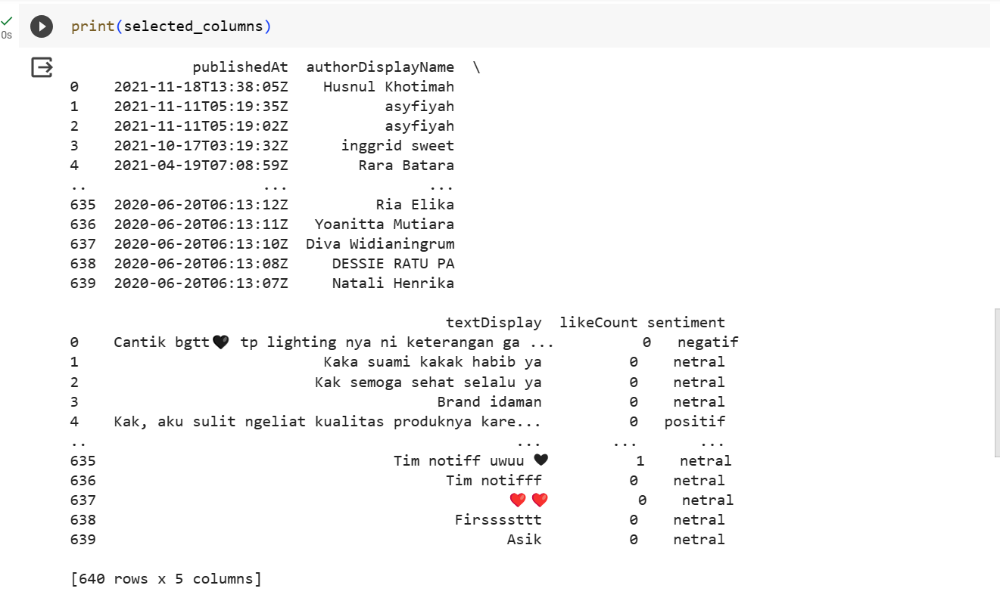 print(selected_columns)
0s
publishedAt authorDisplayName \
0 2021-11-18T13:38:05Z Husnul Khotimah
1 2021-11-11T05:19:35Z asyfiyah
2 2021-11-11T05:19:02Z asyfiyah
3 2021-10-17T03:19:32Z inggrid sweet
4 2021-04-19T07:08:59Z Rara Batara
.. ... ...
635 2020-06-20T06:13:12Z Ria Elika
636 2020-06-20T06:13:11Z Yoanitta Mutiara
637 2020-06-20T06:13:10Z Diva Widianingrum
638 2020-06-20T06:13:08Z DESSIE RATU PA
639 2020-06-20T06:13:07Z Natali Henrika
textDisplay likeCount sentiment
0 Cantik bgtt🖤 tp lighting nya ni keterangan ga ... 0 negatif
1 Kaka suami kakak habib ya 0 netral
2 Kak semoga sehat selalu ya 0 netral
3 Brand idaman 0 netral
4 Kak, aku sulit ngeliat kualitas produknya kare... 0 positif
.. ... ... ...
635 Tim notiff uwuu 🖤 1 netral
636 Tim notifff 0 netral
637 ❤️❤️ 0 netral
638 Firssssttt 0 netral
639 Asik 0 netral
[640 rows x 5 columns]